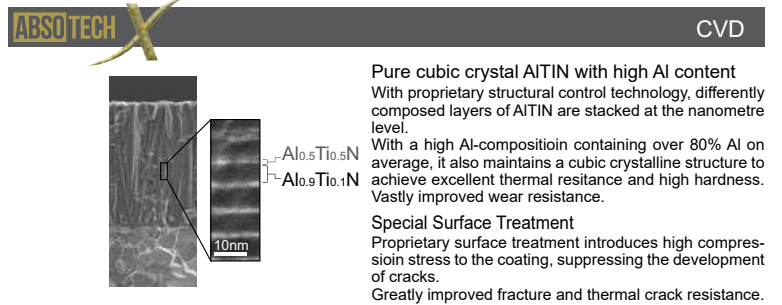 ABSOTECH X
CVD
Pure cubic crystal AlTIN with high Al content
With proprietary structural control technology, differently
composed layers of AlTIN are stacked at the nanometre
level.
With a high Al-compositioin containing over 80% Al on
average, it also maintains a cubic crystalline structure to
achieve excellent thermal resitance and high hardness.
Vastly improved wear resistance.
Special Surface Treatment
Proprietary surface treatment introduces high compres-
sioin stress to the coating, suppressing the development
of cracks.
Greatly improved fracture and thermal crack resistance.
Al0.5Ti0.5N
Al0.9Ti0.1N
10nm